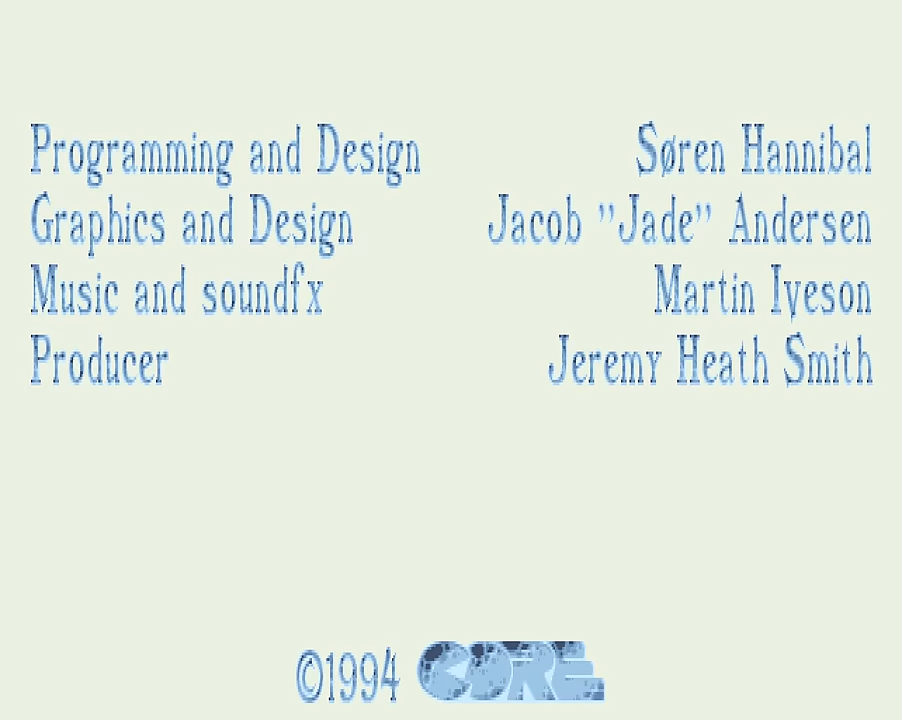 Programming and Design Søren Hannibal
Graphics and Design Jacob "Jade" Andersen
Music and soundfx Martin Iveson
Producer Jeremy Heath Smith
©1994 CORE